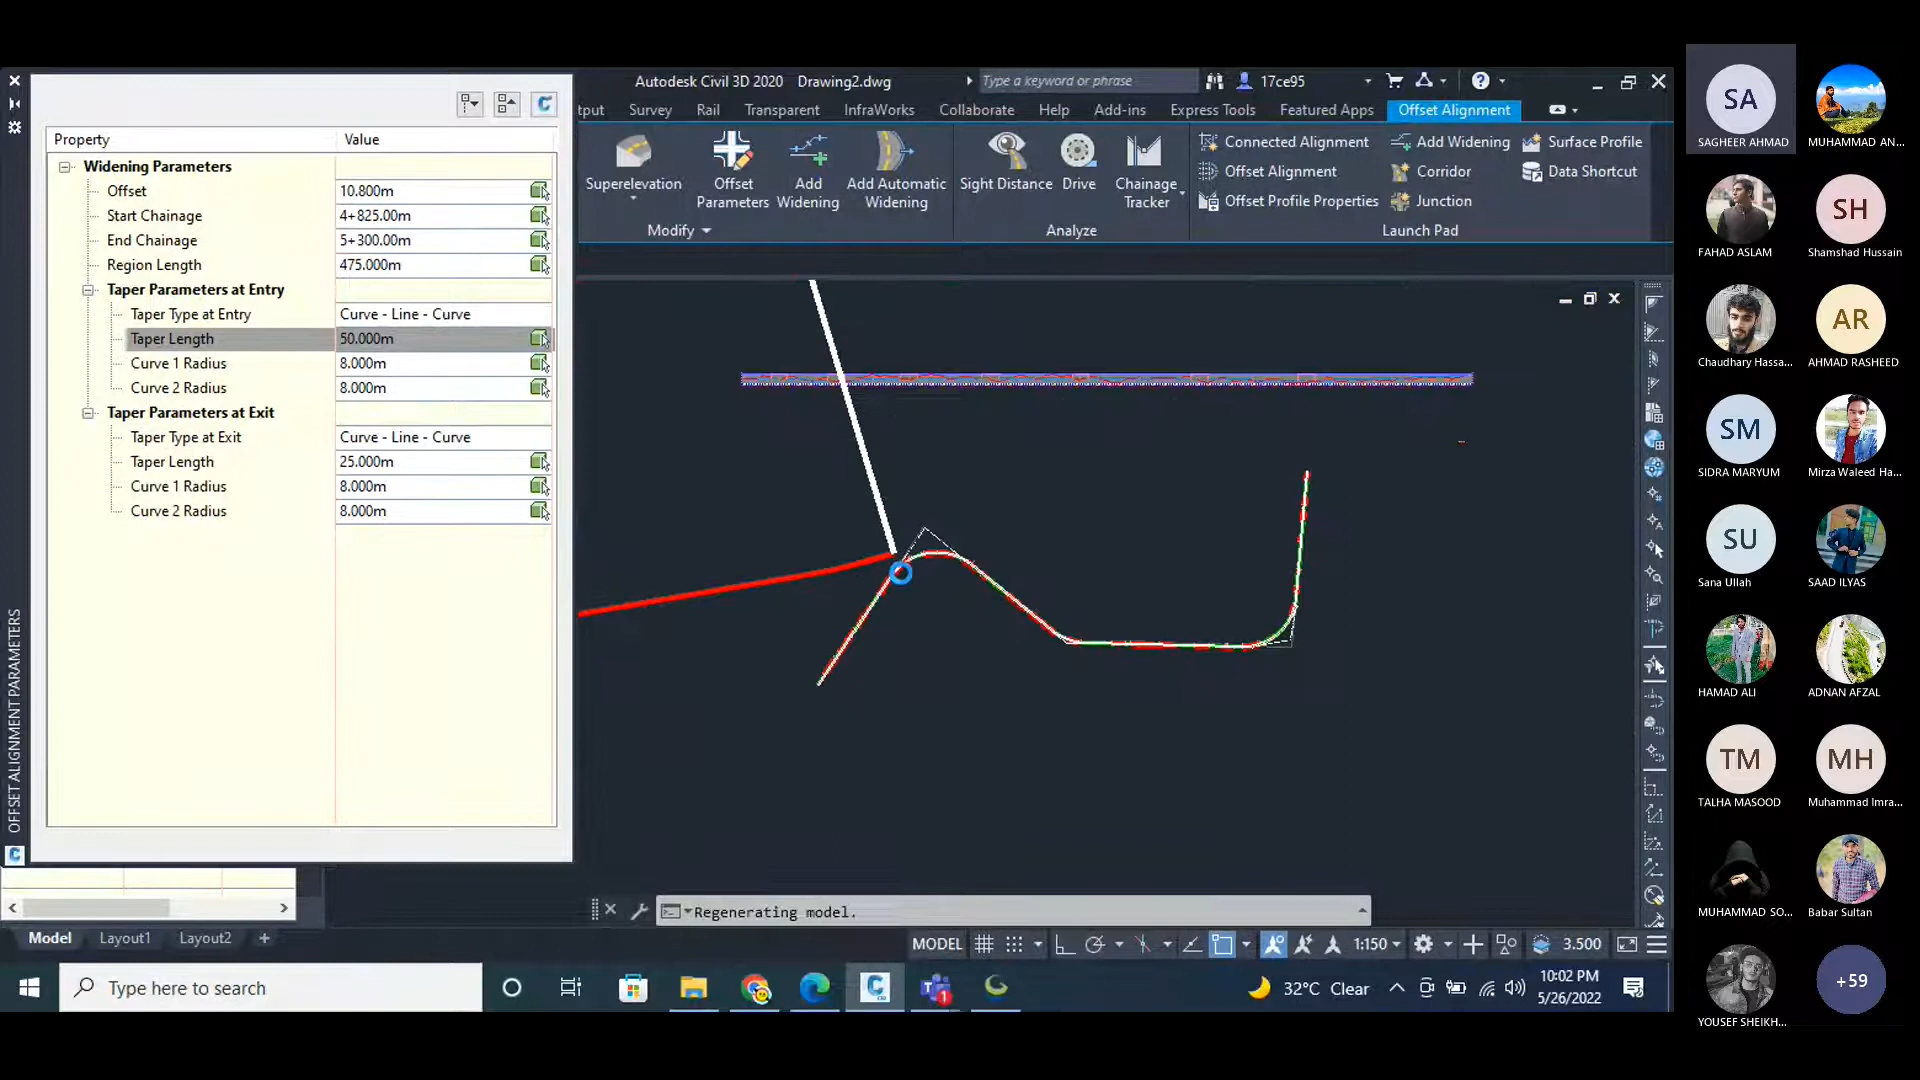 Autodesk Civil 3D 2020 Drawing2.dwg
Type a keyword or phrase
17ce95
tput Survey Rail Transparent InfraWorks Collaborate Help Add-ins Express Tools Featured Apps Offset Alignment
Superelevation
Offset Parameters
Add Widening
Add Automatic Widening
Modify
Sight Distance
Drive
Chainage Tracker
Analyze
Connected Alignment
Offset Alignment
Offset Profile Properties
Add Widening
Corridor
Junction
Surface Profile
Data Shortcut
Launch Pad
Property Value
Widening Parameters
Offset 10.800m
Start Chainage 4+825.00m
End Chainage 5+300.00m
Region Length 475.000m
Taper Parameters at Entry
Taper Type at Entry Curve - Line - Curve
Taper Length 50.000m
Curve 1 Radius 8.000m
Curve 2 Radius 8.000m
Taper Parameters at Exit
Taper Type at Exit Curve - Line - Curve
Taper Length 25.000m
Curve 1 Radius 8.000m
Curve 2 Radius 8.000m
OFFSET ALIGNMENT PARAMETERS
Regenerating model.
Model Layout1 Layout2 +
MODEL 1:150 3.500
Type here to search
1
32°C Clear
10:02 PM
5/26/2022
SA
SAGHEER AHMAD
MUHAMMAD AN...
FAHAD ASLAM
SH
Shamshad Hussain
Chaudhary Hassa...
AR
AHMAD RASHEED
SM
SIDRA MARYUM
Mirza Waleed Ha...
SU
Sana Ullah
SAAD ILYAS
HAMAD ALI
ADNAN AFZAL
TM
TALHA MASOOD
MH
Muhammad Imra...
MUHAMMAD SO...
Babar Sultan
YOUSEF SHEIKH...
+59